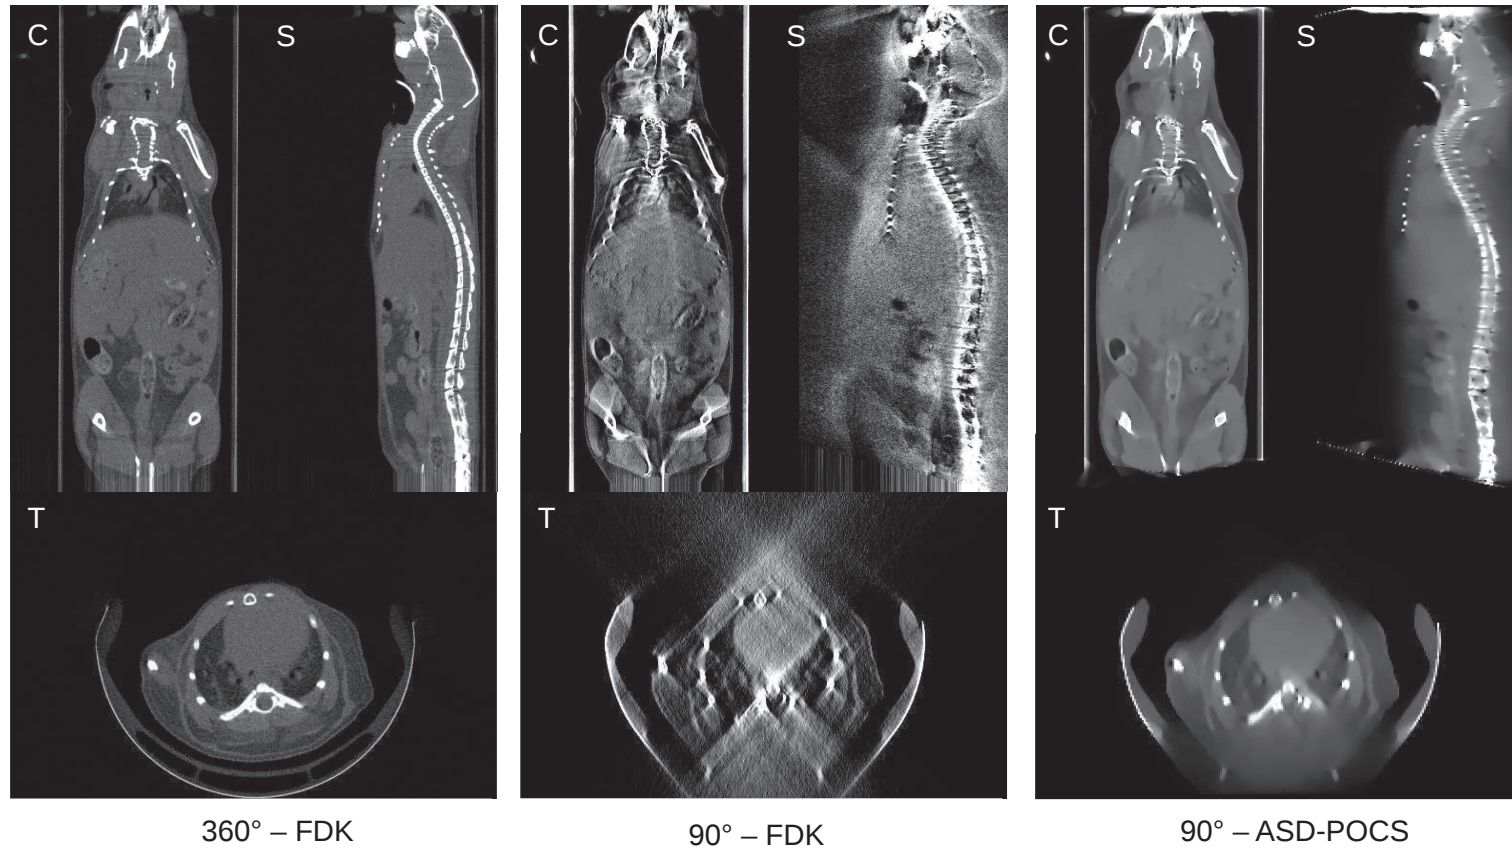 C S C S C S
T T T
360° – FDK 90° – FDK 90° – ASD-POCS